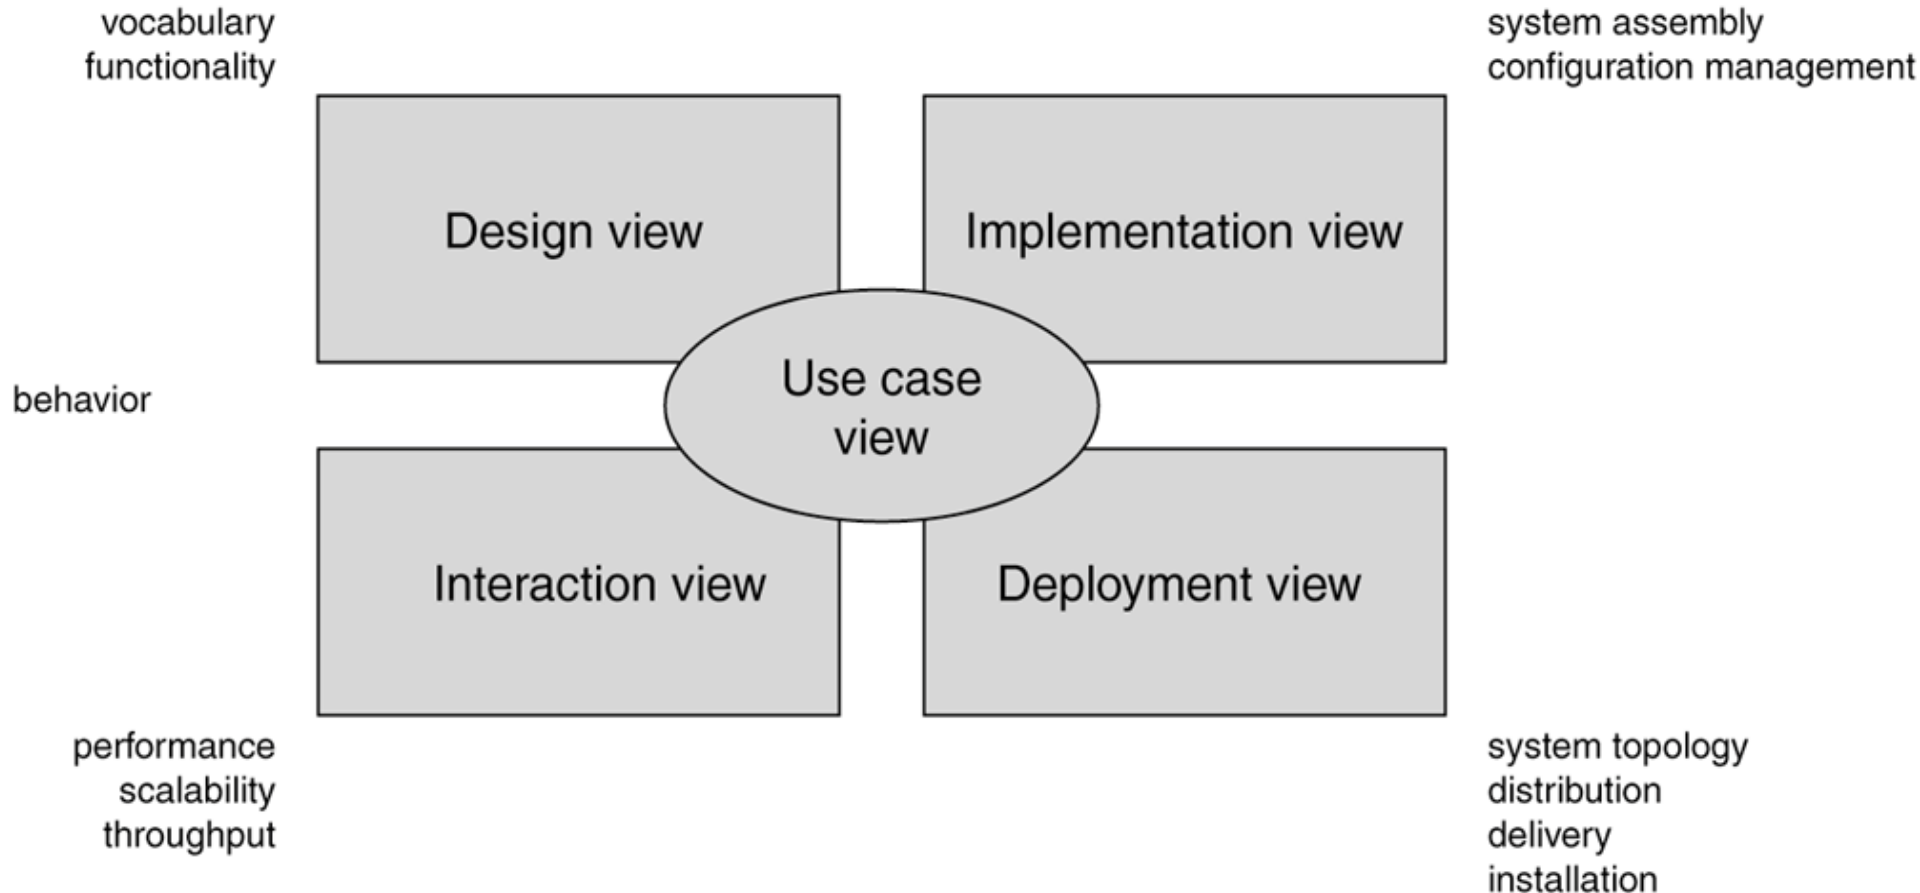 vocabulary
functionality
system assembly
configuration management
Design view
Implementation view
Use case
view
behavior
Interaction view
Deployment view
performance
scalability
throughput
system topology
distribution
delivery
installation